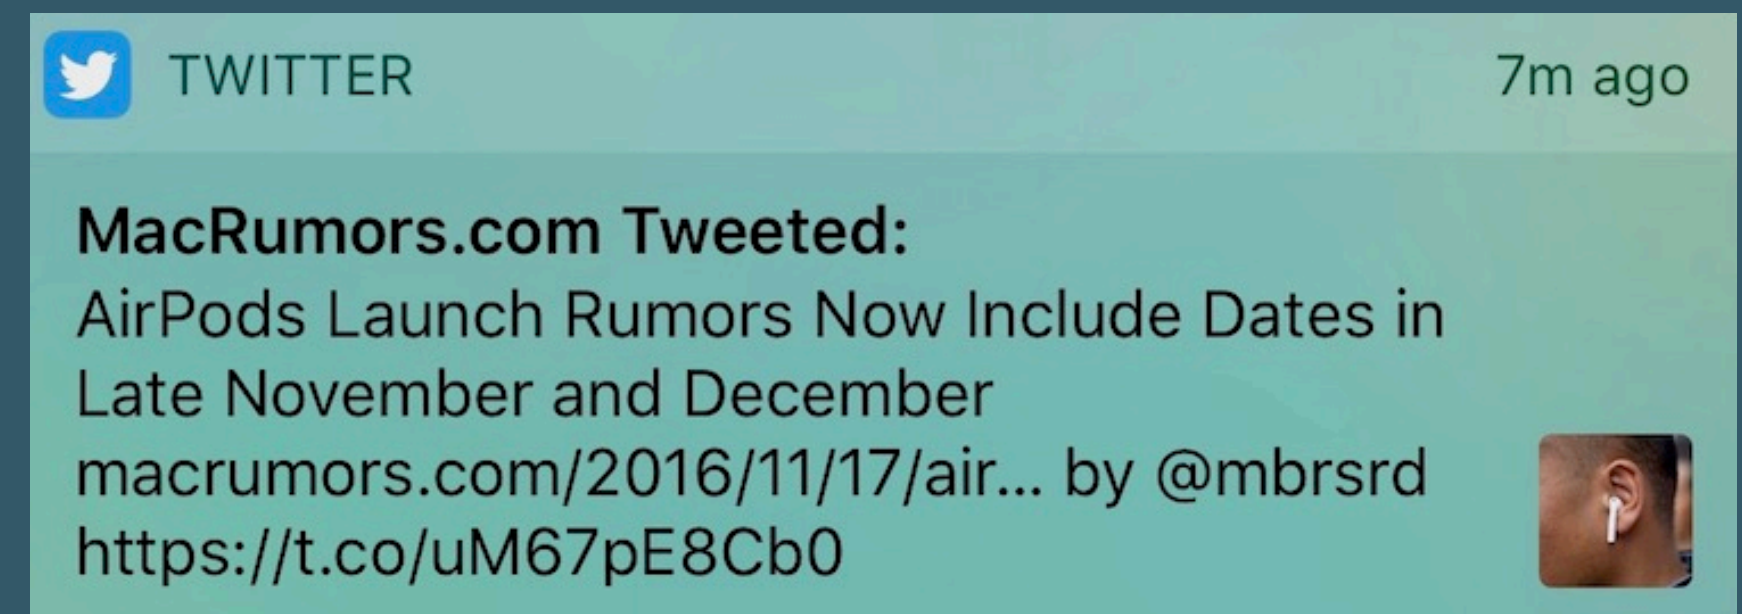 TWITTER 7m ago
MacRumors.com Tweeted:
AirPods Launch Rumors Now Include Dates in
Late November and December
macrumors.com/2016/11/17/air... by @mbrsrd
https://t.co/uM67pE8Cb0